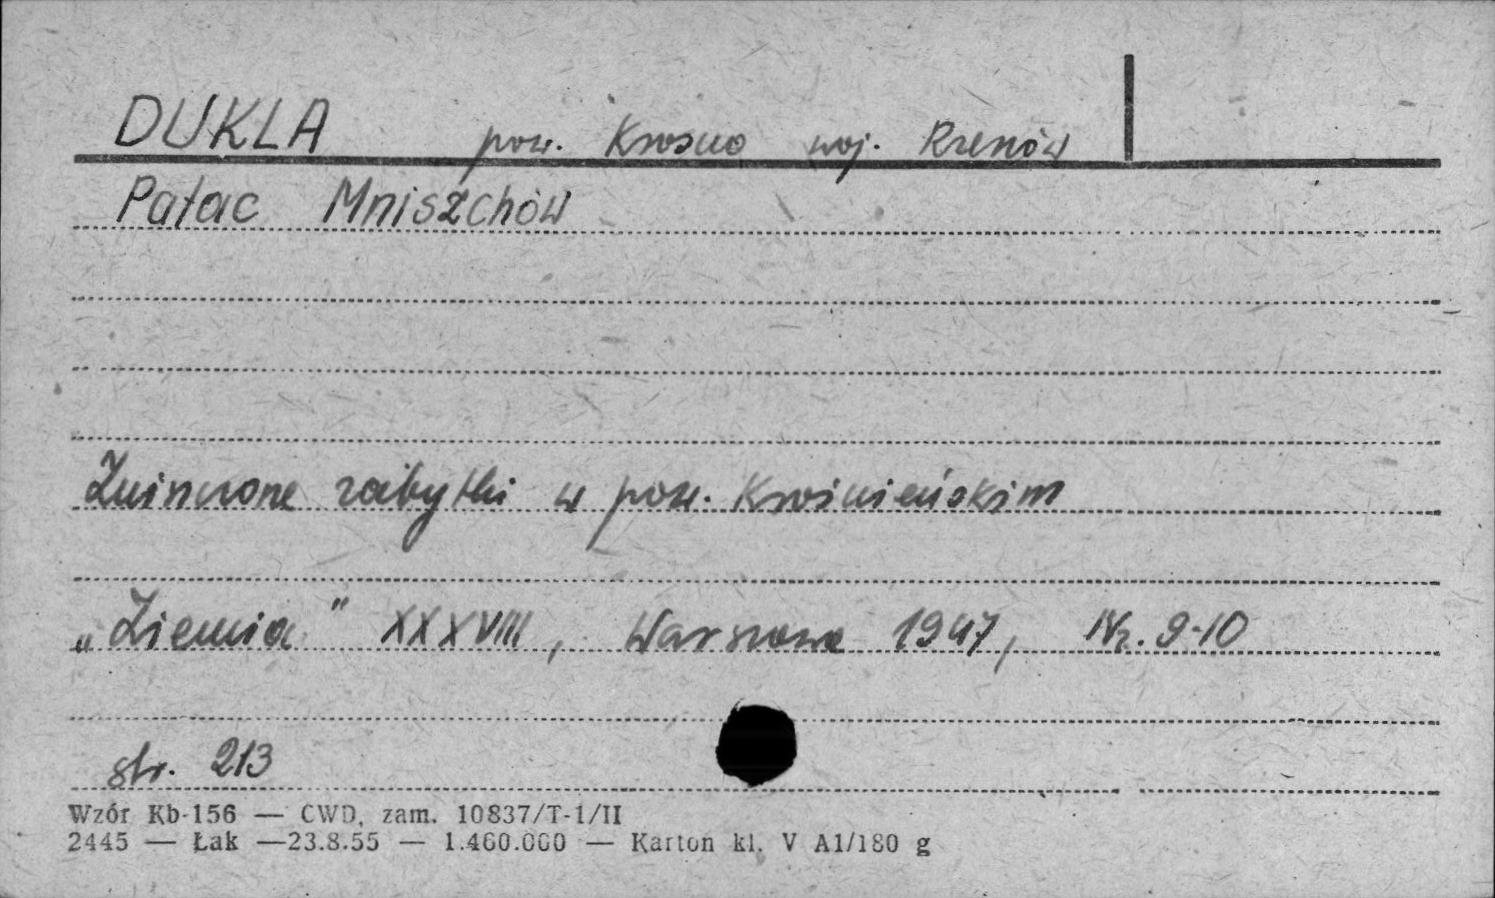 DUKLA pow. Krosno woj. Rzeszów
Pałac Mniszchów
Zniszczone zabytki w pow. Krośnieńskim
„Ziemia" XXXVIII, Warszawa 1947, Nr. 9-10
str. 213
Wzór Kb-156 — CWD, zam. 10837/T-1/II
2445 — Łak —23.8.55 — 1.460.000 — Karton kl. V A1/180 g